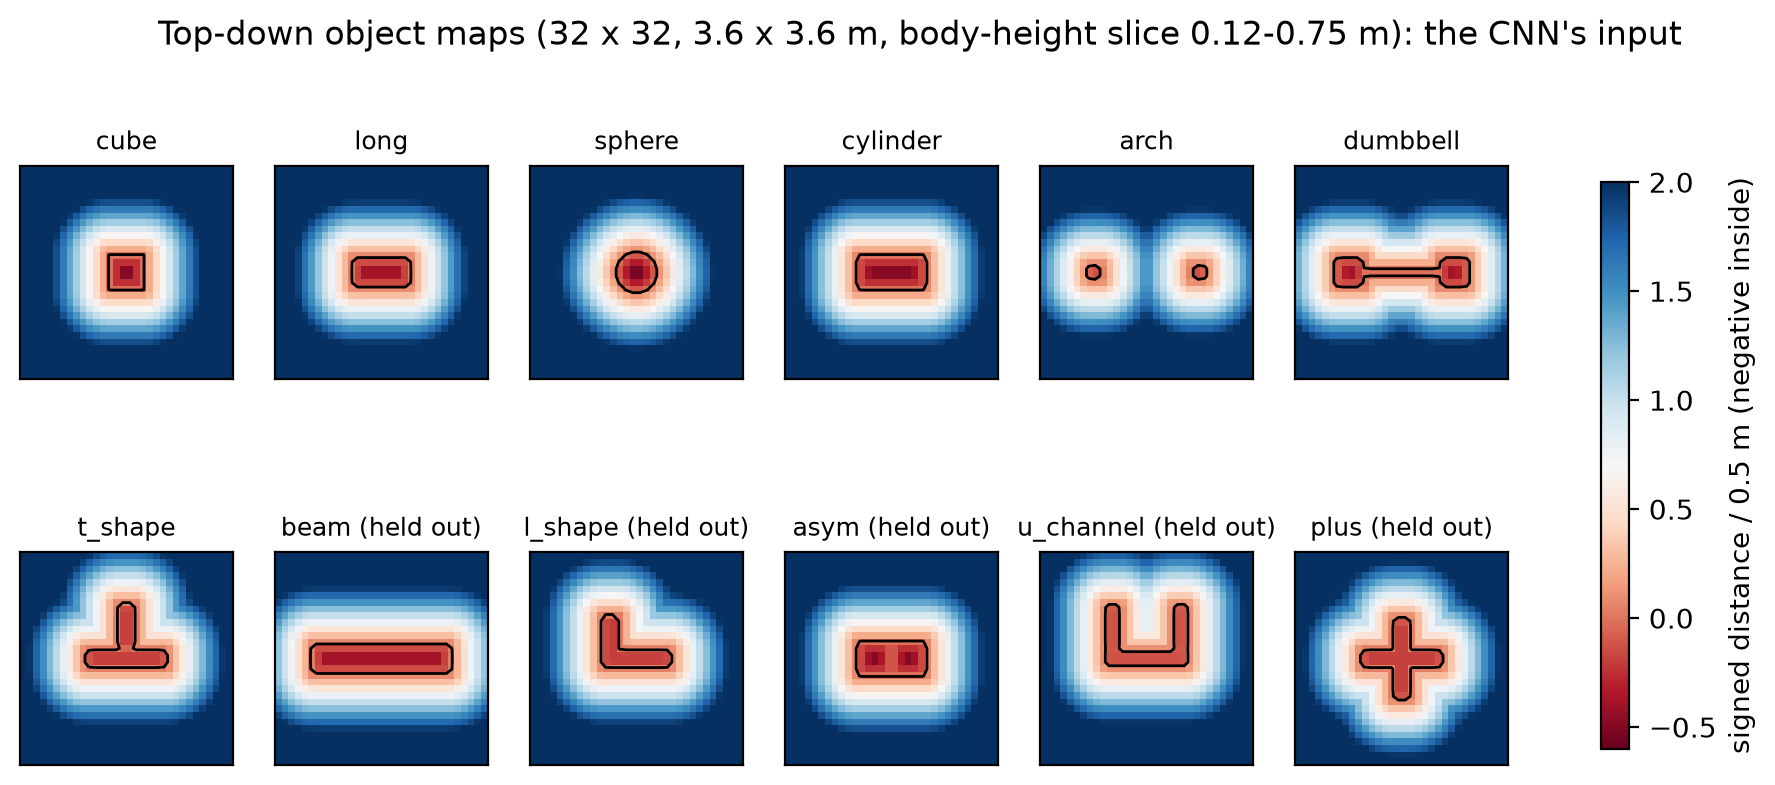 Top-down object maps (32 x 32, 3.6 x 3.6 m, body-height slice 0.12-0.75 m): the CNN's input
cube
long
sphere
cylinder
arch
dumbbell
t_shape
beam (held out)
l_shape (held out)
asym (held out)
u_channel (held out)
plus (held out)
2.0
1.5
1.0
0.5
0.0
−0.5
signed distance / 0.5 m (negative inside)